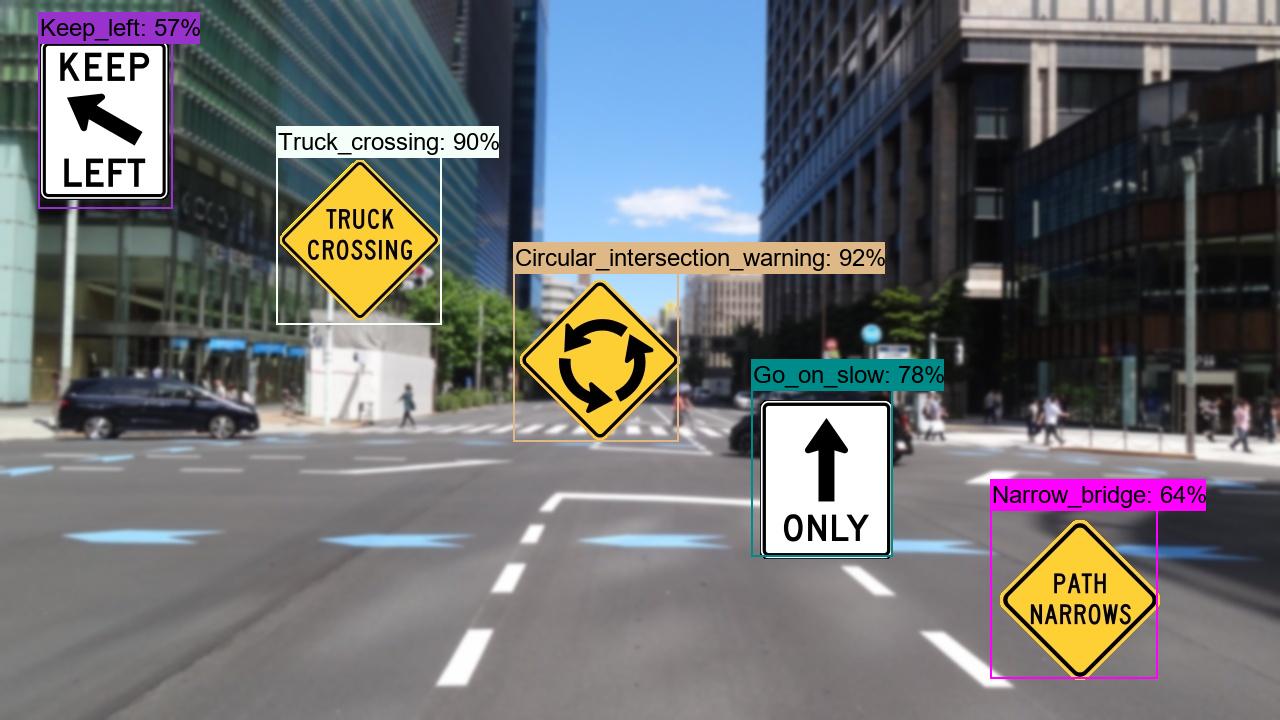 Keep_left: 57%
KEEP
LEFT
Truck_crossing: 90%
TRUCK
CROSSING
Circular_intersection_warning: 92%
Go_on_slow: 78%
ONLY
Narrow_bridge: 64%
PATH
NARROWS